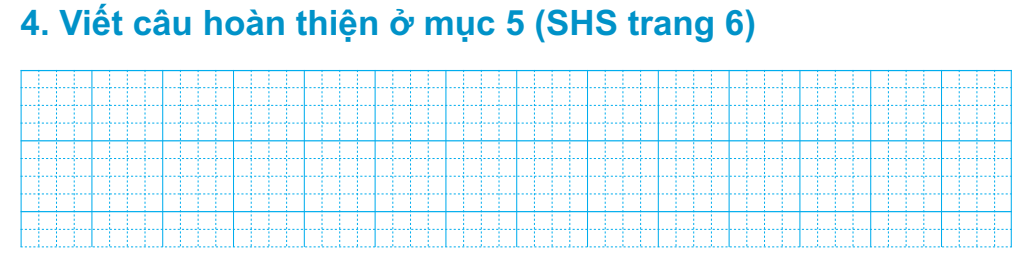 4. Viết câu hoàn thiện ở mục 5 (SHS trang 6)